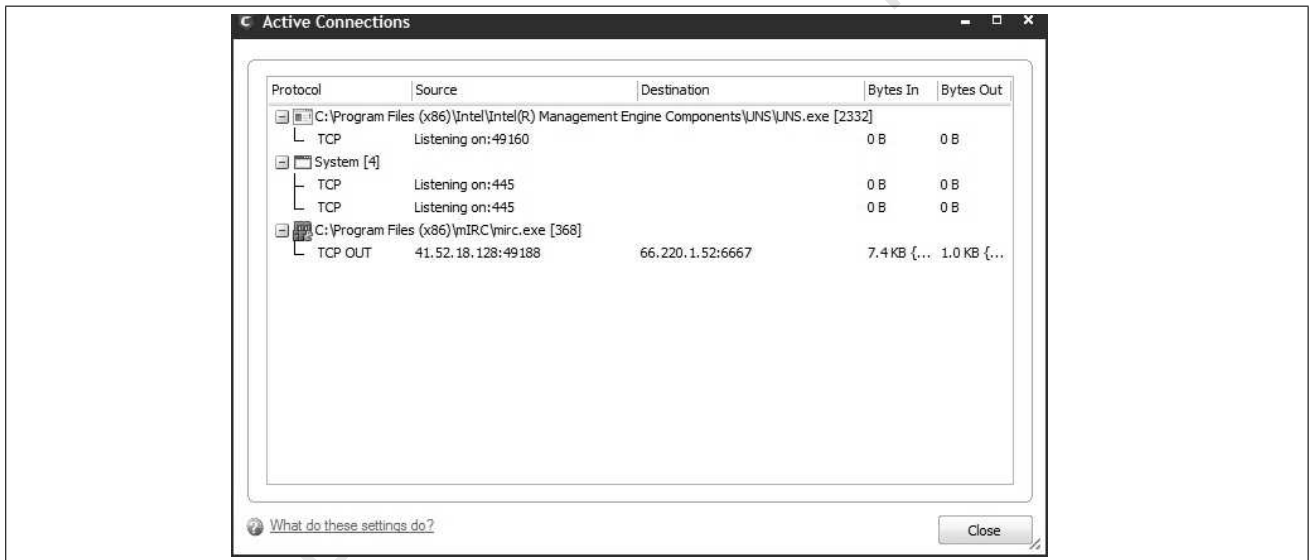 Active Connections
Protocol Source Destination Bytes In Bytes Out
C:\Program Files (x86)\Intel\Intel(R) Management Engine Components\UNS\UNS.exe [2332]
TCP Listening on:49160 0 B 0 B
System [4]
TCP Listening on:445 0 B 0 B
TCP Listening on:445 0 B 0 B
C:\Program Files (x86)\mIRC\mirc.exe [368]
TCP OUT 41.52.18.128:49188 66.220.1.52:6667 7.4 KB {... 1.0 KB {...
What do these settings do?
Close